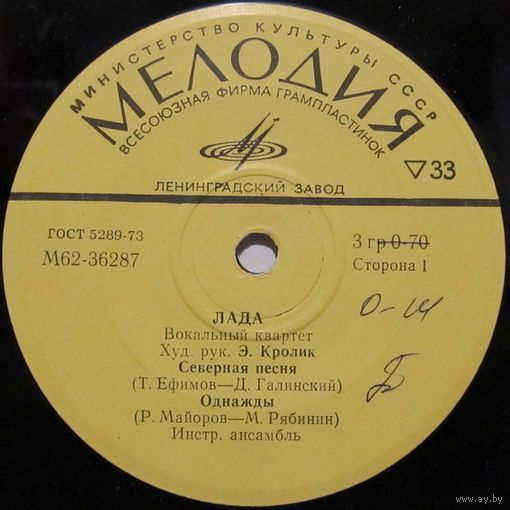 МИНИСТЕРСТВО КУЛЬТУРЫ СССР
МЕЛОДИЯ
ВСЕСОЮЗНАЯ ФИРМА ГРАМПЛАСТИНОК
▽33
ЛЕНИНГРАДСКИЙ ЗАВОД
ГОСТ 5289-73
М62-36287
3 гр 0-70
Сторона 1
0-14
ЛАДА
Вокальный квартет
Худ. рук. Э. Кролик
Северная песня
(Т. Ефимов—Д. Галинский)
Однажды
(Р. Майоров—М. Рябинин)
Инстр. ансамбль
www.ay.by